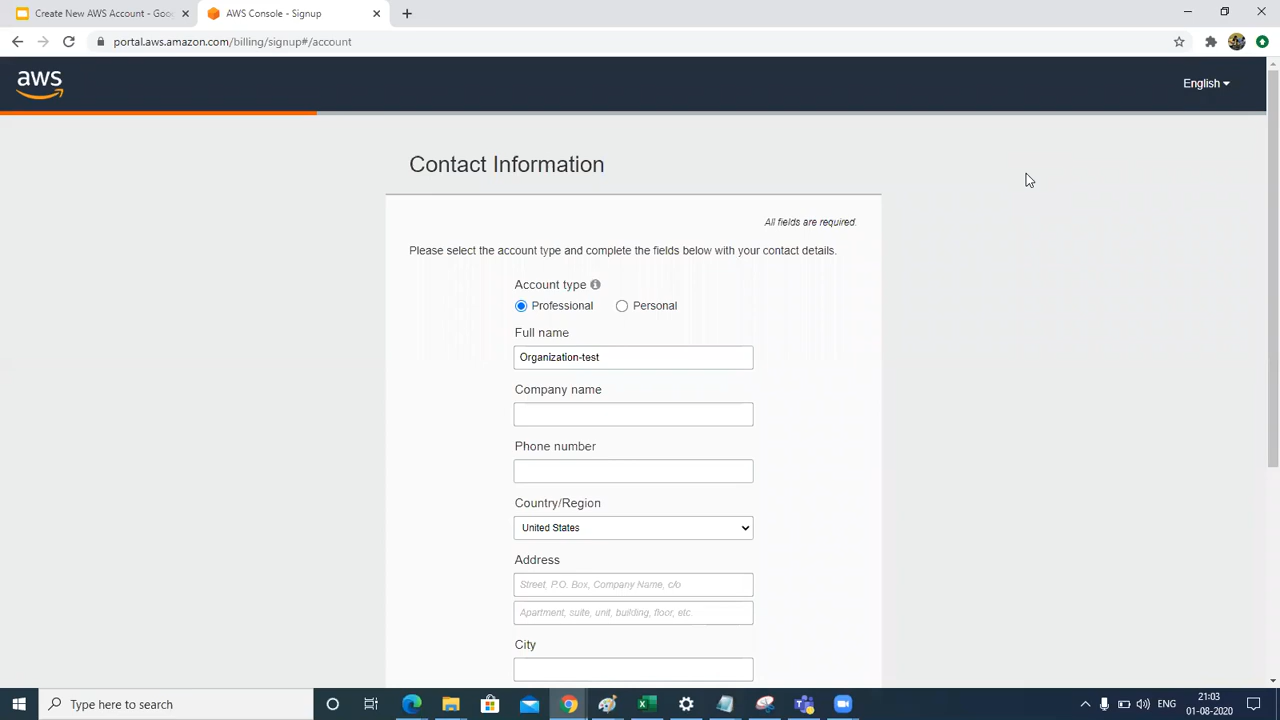 Create New AWS Account - Goo
AWS Console - Signup
portal.aws.amazon.com/billing/signup#/account
aws
English
Contact Information
All fields are required.
Please select the account type and complete the fields below with your contact details.
Account type
Professional
Personal
Full name
Organization-test
Company name
Phone number
Country/Region
United States
Address
Street, P.O. Box, Company Name, c/o
Apartment, suite, unit, building, floor, etc.
City
Type here to search
ENG
21:03
01-08-2020